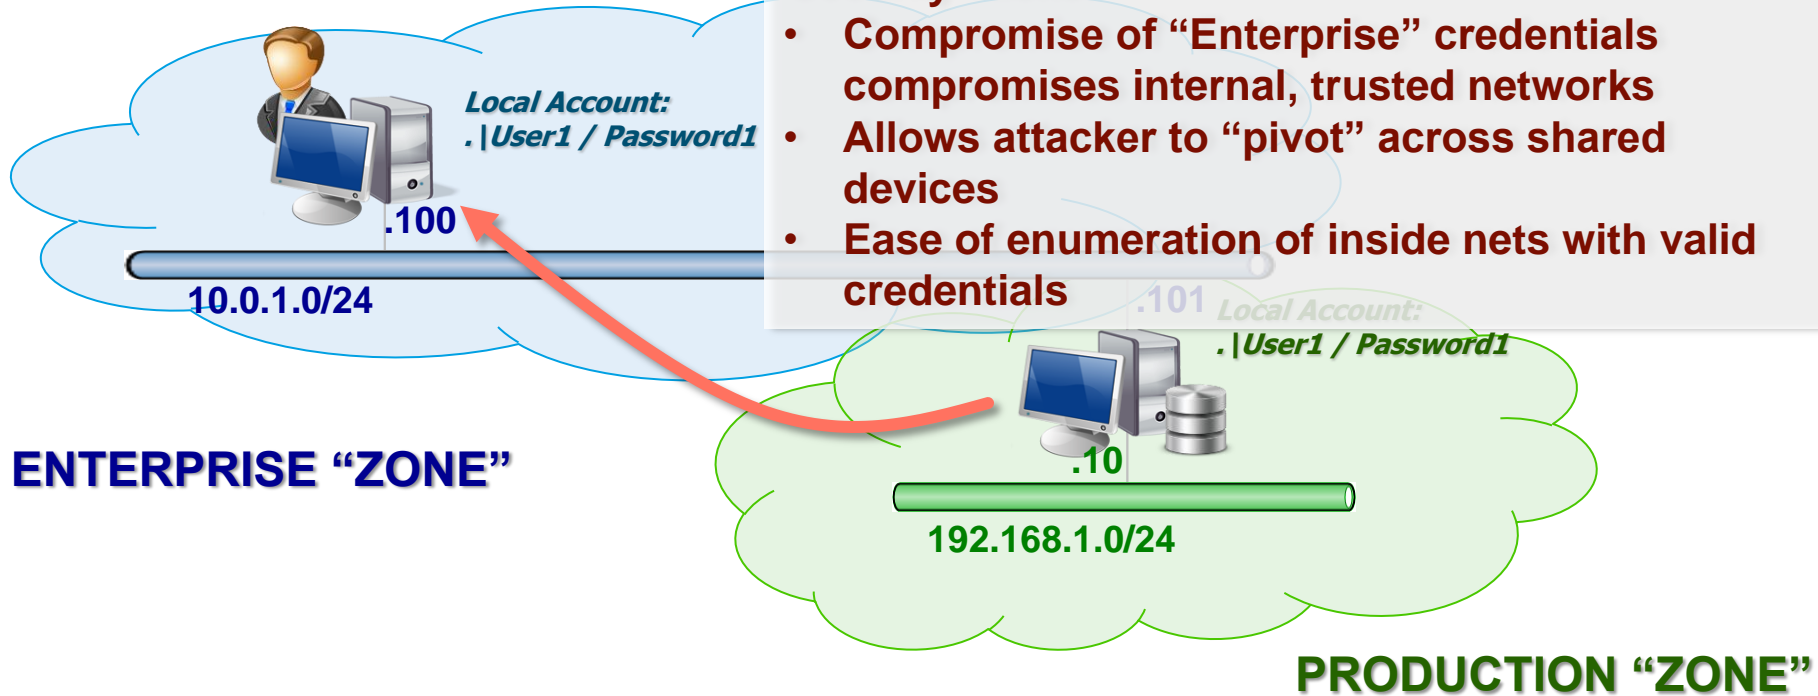 • Compromise of “Enterprise” credentials
compromises internal, trusted networks
• Allows attacker to “pivot” across shared
devices
• Ease of enumeration of inside nets with valid
credentials
Local Account:
.\User1 / Password1
.100
10.0.1.0/24
.101
Local Account:
.\User1 / Password1
ENTERPRISE “ZONE”
.10
192.168.1.0/24
PRODUCTION “ZONE”